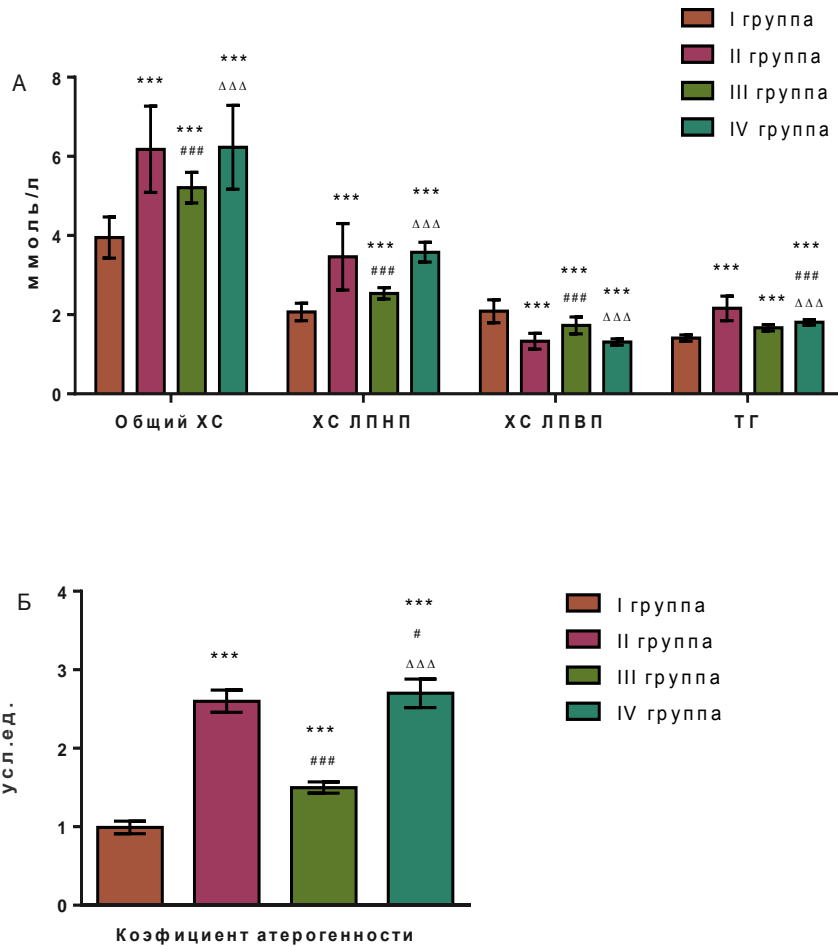 I группа
II группа
III группа
IV группа
А
ммоль/л
8
6
4
2
0
***
***
###
***
ΔΔΔ
***
***
###
***
ΔΔΔ
***
***
###
***
ΔΔΔ
***
***
***
###
ΔΔΔ
Общий ХС
ХС ЛПНП
ХС ЛПВП
ТГ
Б
усл.ед.
4
3
2
1
0
***
***
###
***
#
ΔΔΔ
Коэфициент атерогенности
I группа
II группа
III группа
IV группа